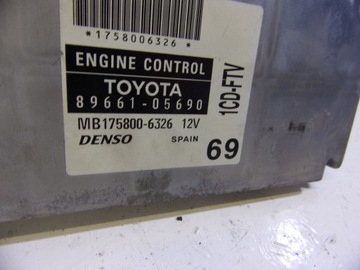 *1758006326*
ENGINE CONTROL
TOYOTA
89661-05690
1CD-FTV
MB175800-6326 12V
DENSO SPAIN 69